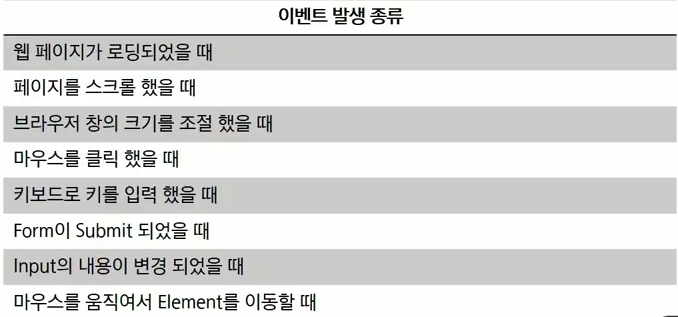 이벤트 발생 종류
웹 페이지가 로딩되었을 때
페이지를 스크롤 했을 때
브라우저 창의 크기를 조절 했을 때
마우스를 클릭 했을 때
키보드로 키를 입력 했을 때
Form이 Submit 되었을 때
Input의 내용이 변경 되었을 때
마우스를 움직여서 Element를 이동할 때